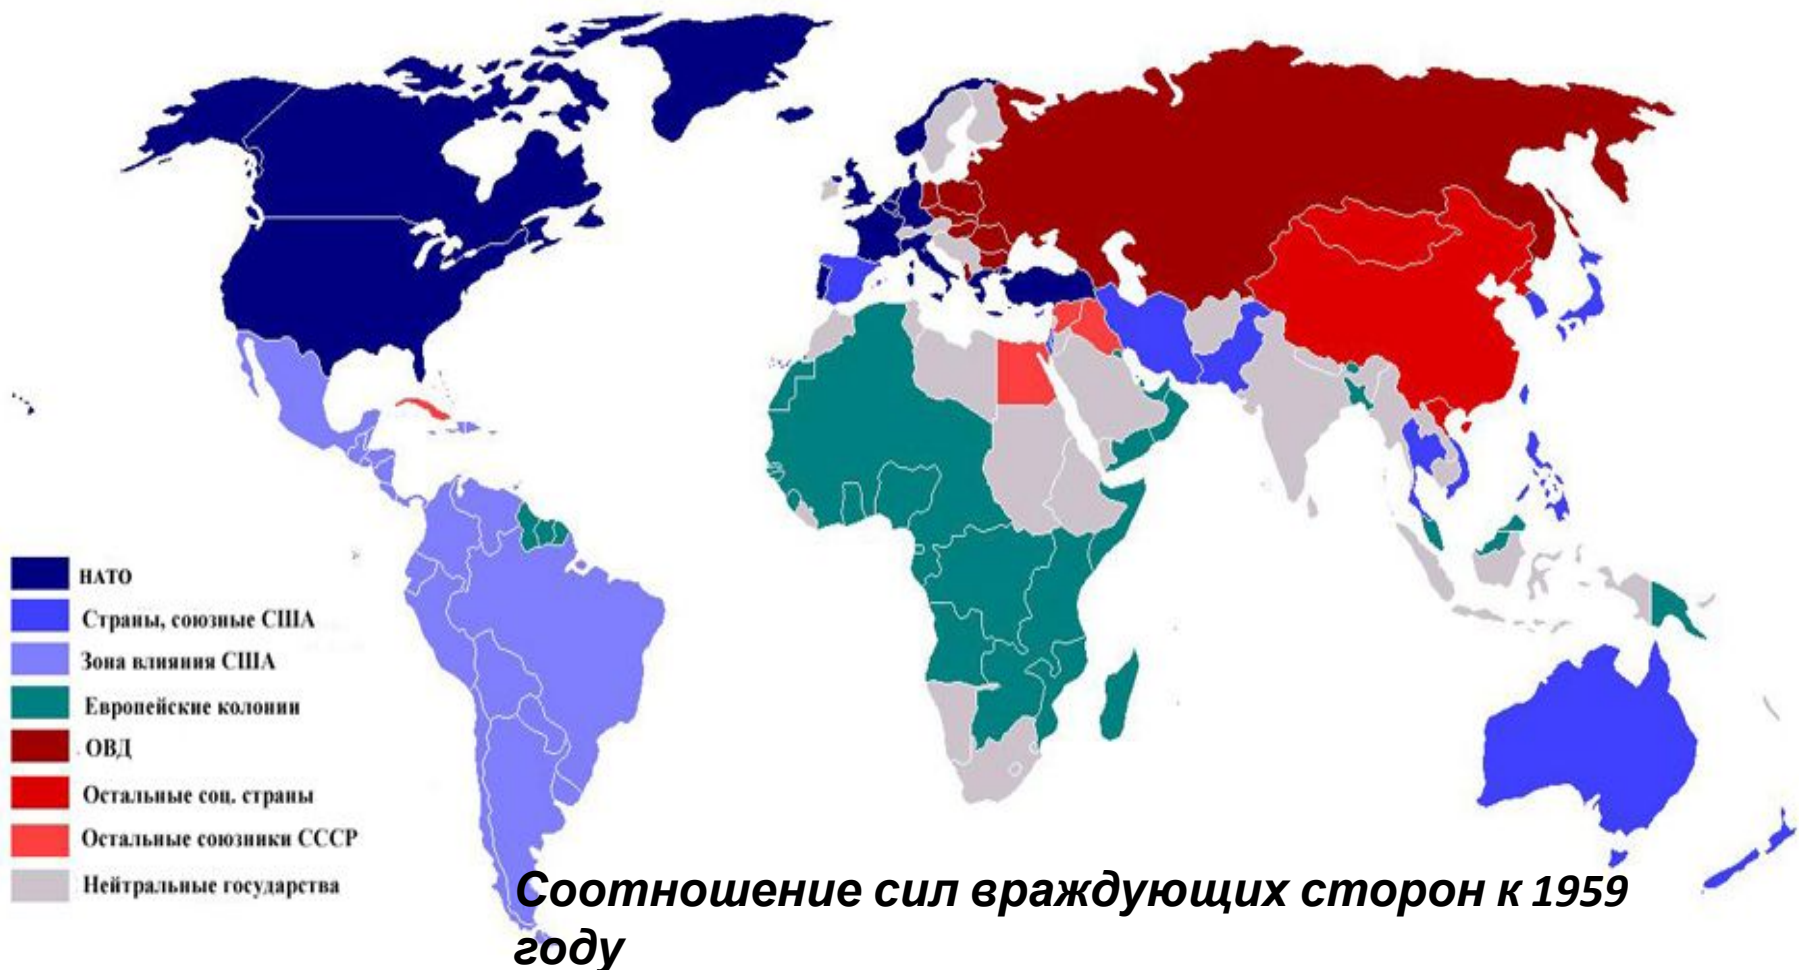 НАТО
Страны, союзные США
Зона влияния США
Европейские колонии
ОВД
Остальные соц. страны
Остальные союзники СССР
Нейтральные государства
Соотношение сил враждующих сторон к 1959
году